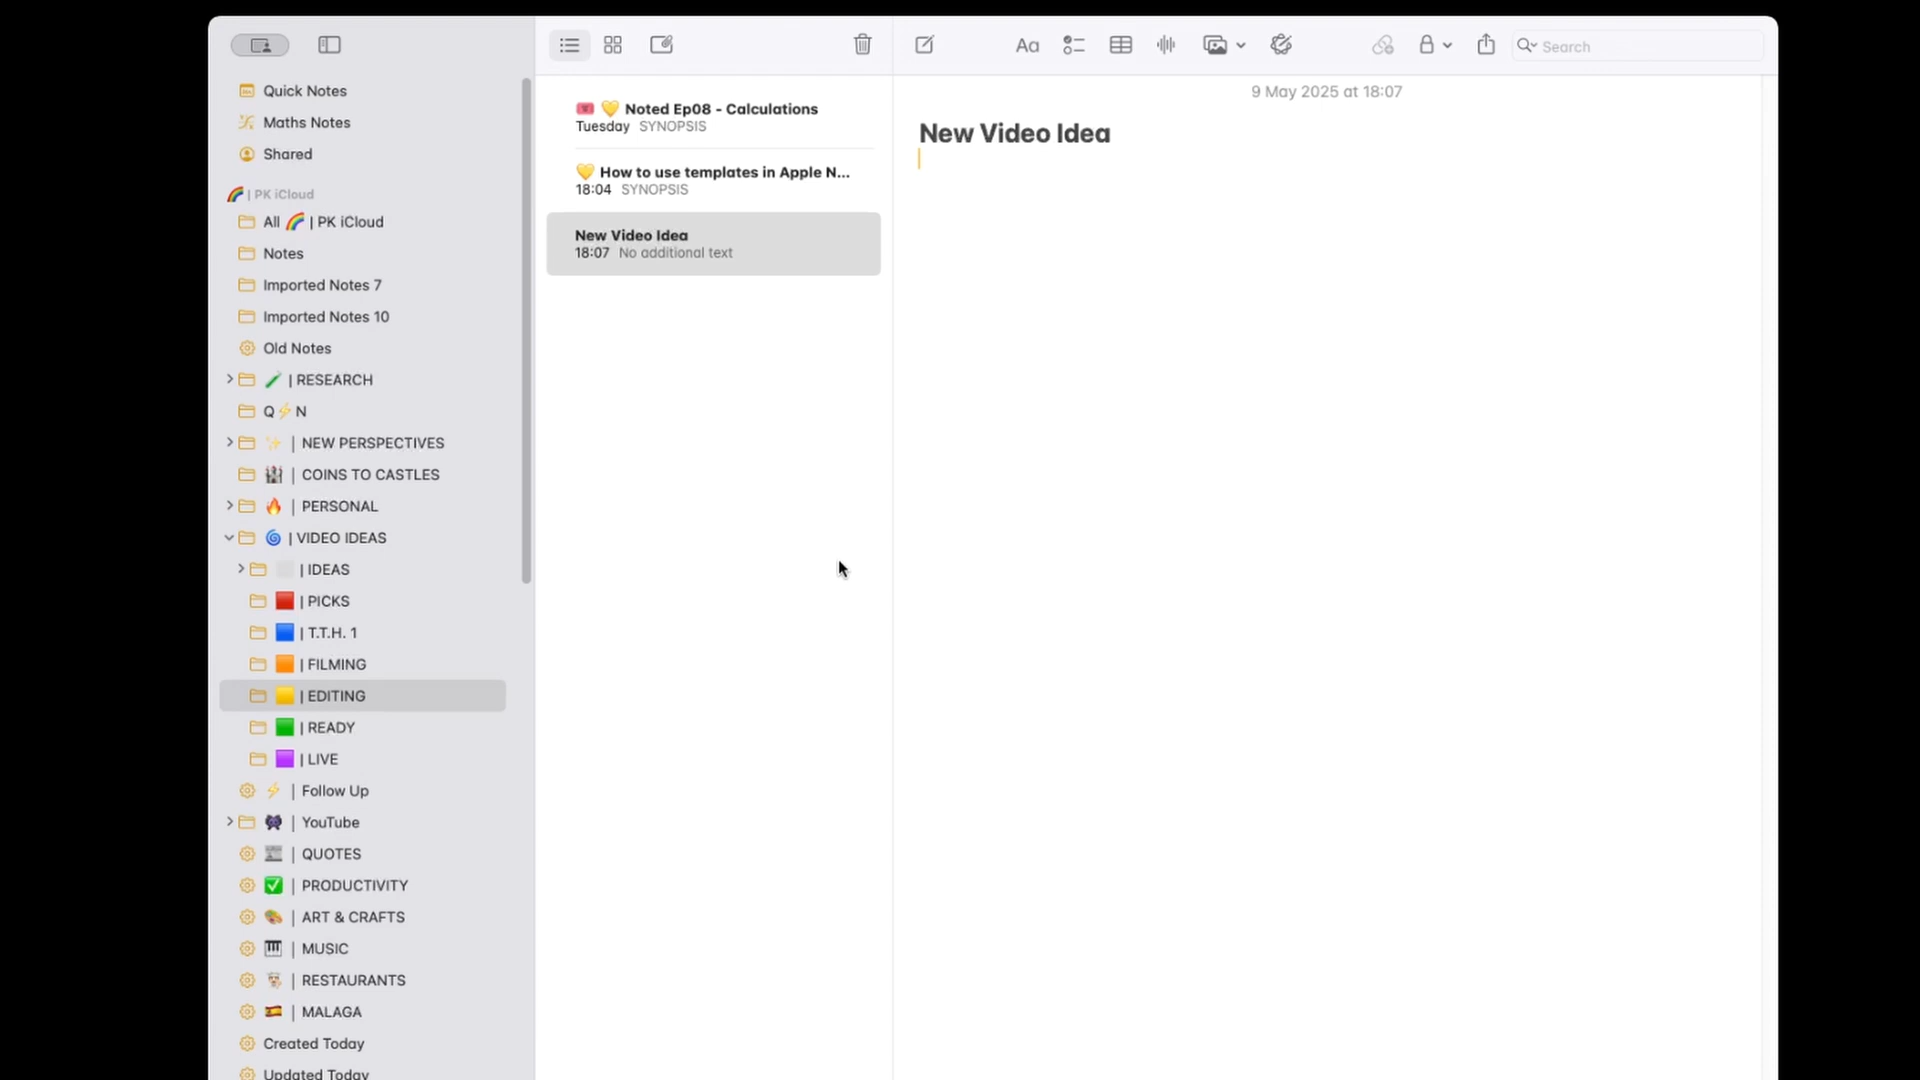 Quick Notes
Maths Notes
Shared
🌈 | PK iCloud
All 🌈 | PK iCloud
Notes
Imported Notes 7
Imported Notes 10
Old Notes
🧪 | RESEARCH
Q⚡N
✨ | NEW PERSPECTIVES
🏰 | COINS TO CASTLES
🔥 | PERSONAL
🌀 | VIDEO IDEAS
⬜ | IDEAS
🟥 | PICKS
🟦 | T.T.H. 1
🟧 | FILMING
🟨 | EDITING
🟩 | READY
🟪 | LIVE
⚡ | Follow Up
👾 | YouTube
📰 | QUOTES
✅ | PRODUCTIVITY
🎨 | ART & CRAFTS
🎹 | MUSIC
👨‍🍳 | RESTAURANTS
🇪🇸 | MALAGA
Created Today
Updated Today
🎟️ 💛 Noted Ep08 - Calculations
Tuesday SYNOPSIS
💛 How to use templates in Apple N...
18:04 SYNOPSIS
New Video Idea
18:07 No additional text
Aa
Search
9 May 2025 at 18:07
New Video Idea